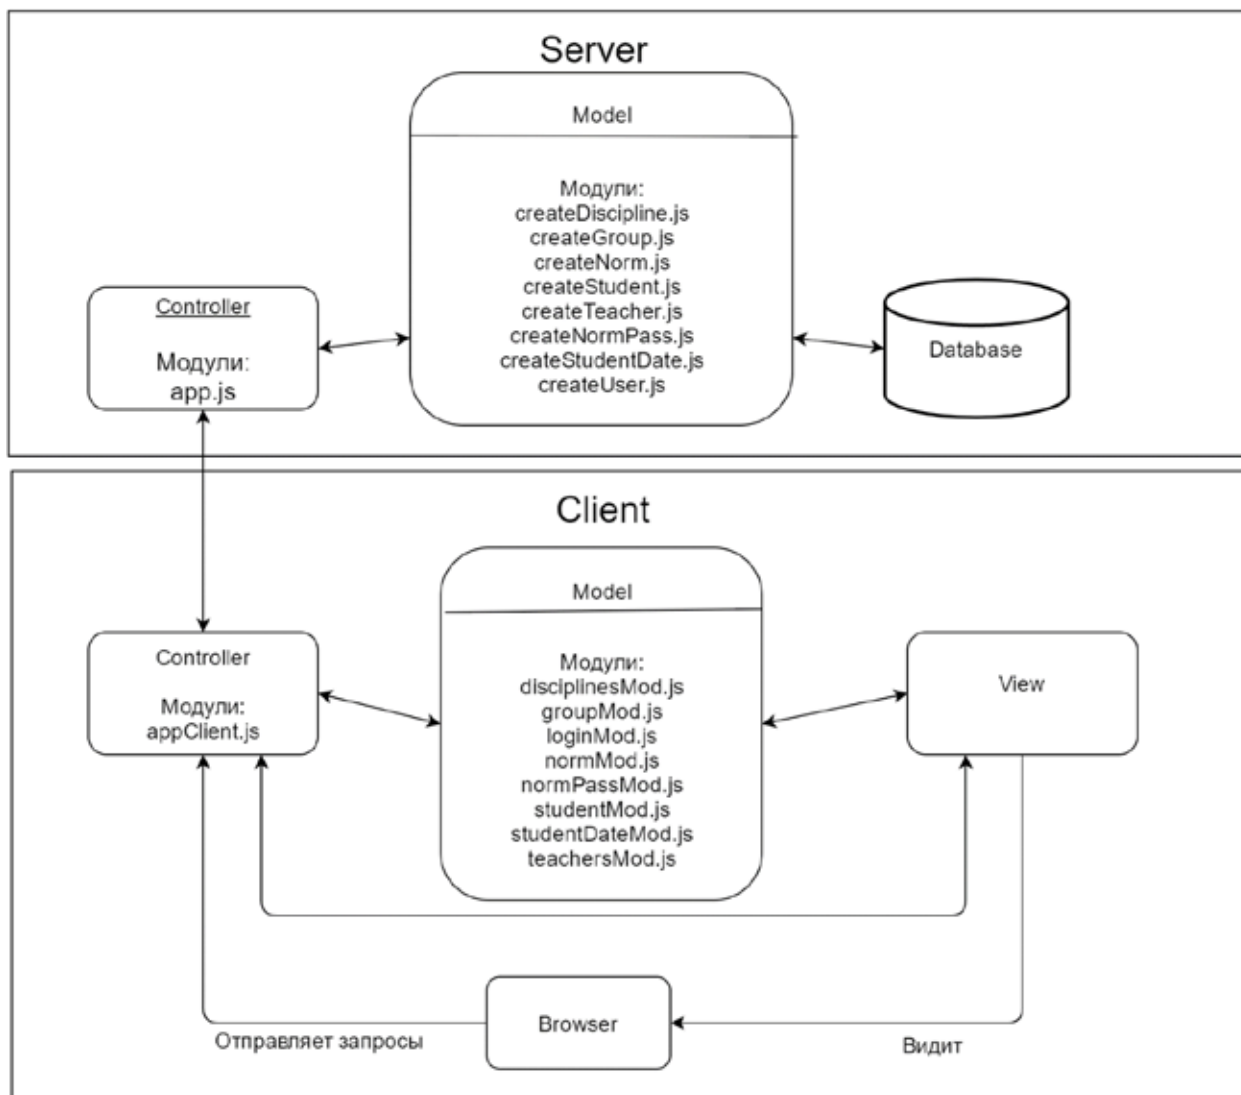 Server
Model
Модули:
createDiscipline.js
createGroup.js
createNorm.js
createStudent.js
createTeacher.js
createNormPass.js
createStudentDate.js
createUser.js
Controller
Модули:
app.js
Database
Client
Model
Модули:
disciplinesMod.js
groupMod.js
loginMod.js
normMod.js
normPassMod.js
studentMod.js
studentDateMod.js
teachersMod.js
Controller
Модули:
appClient.js
View
Browser
Отправляет запросы
Видит